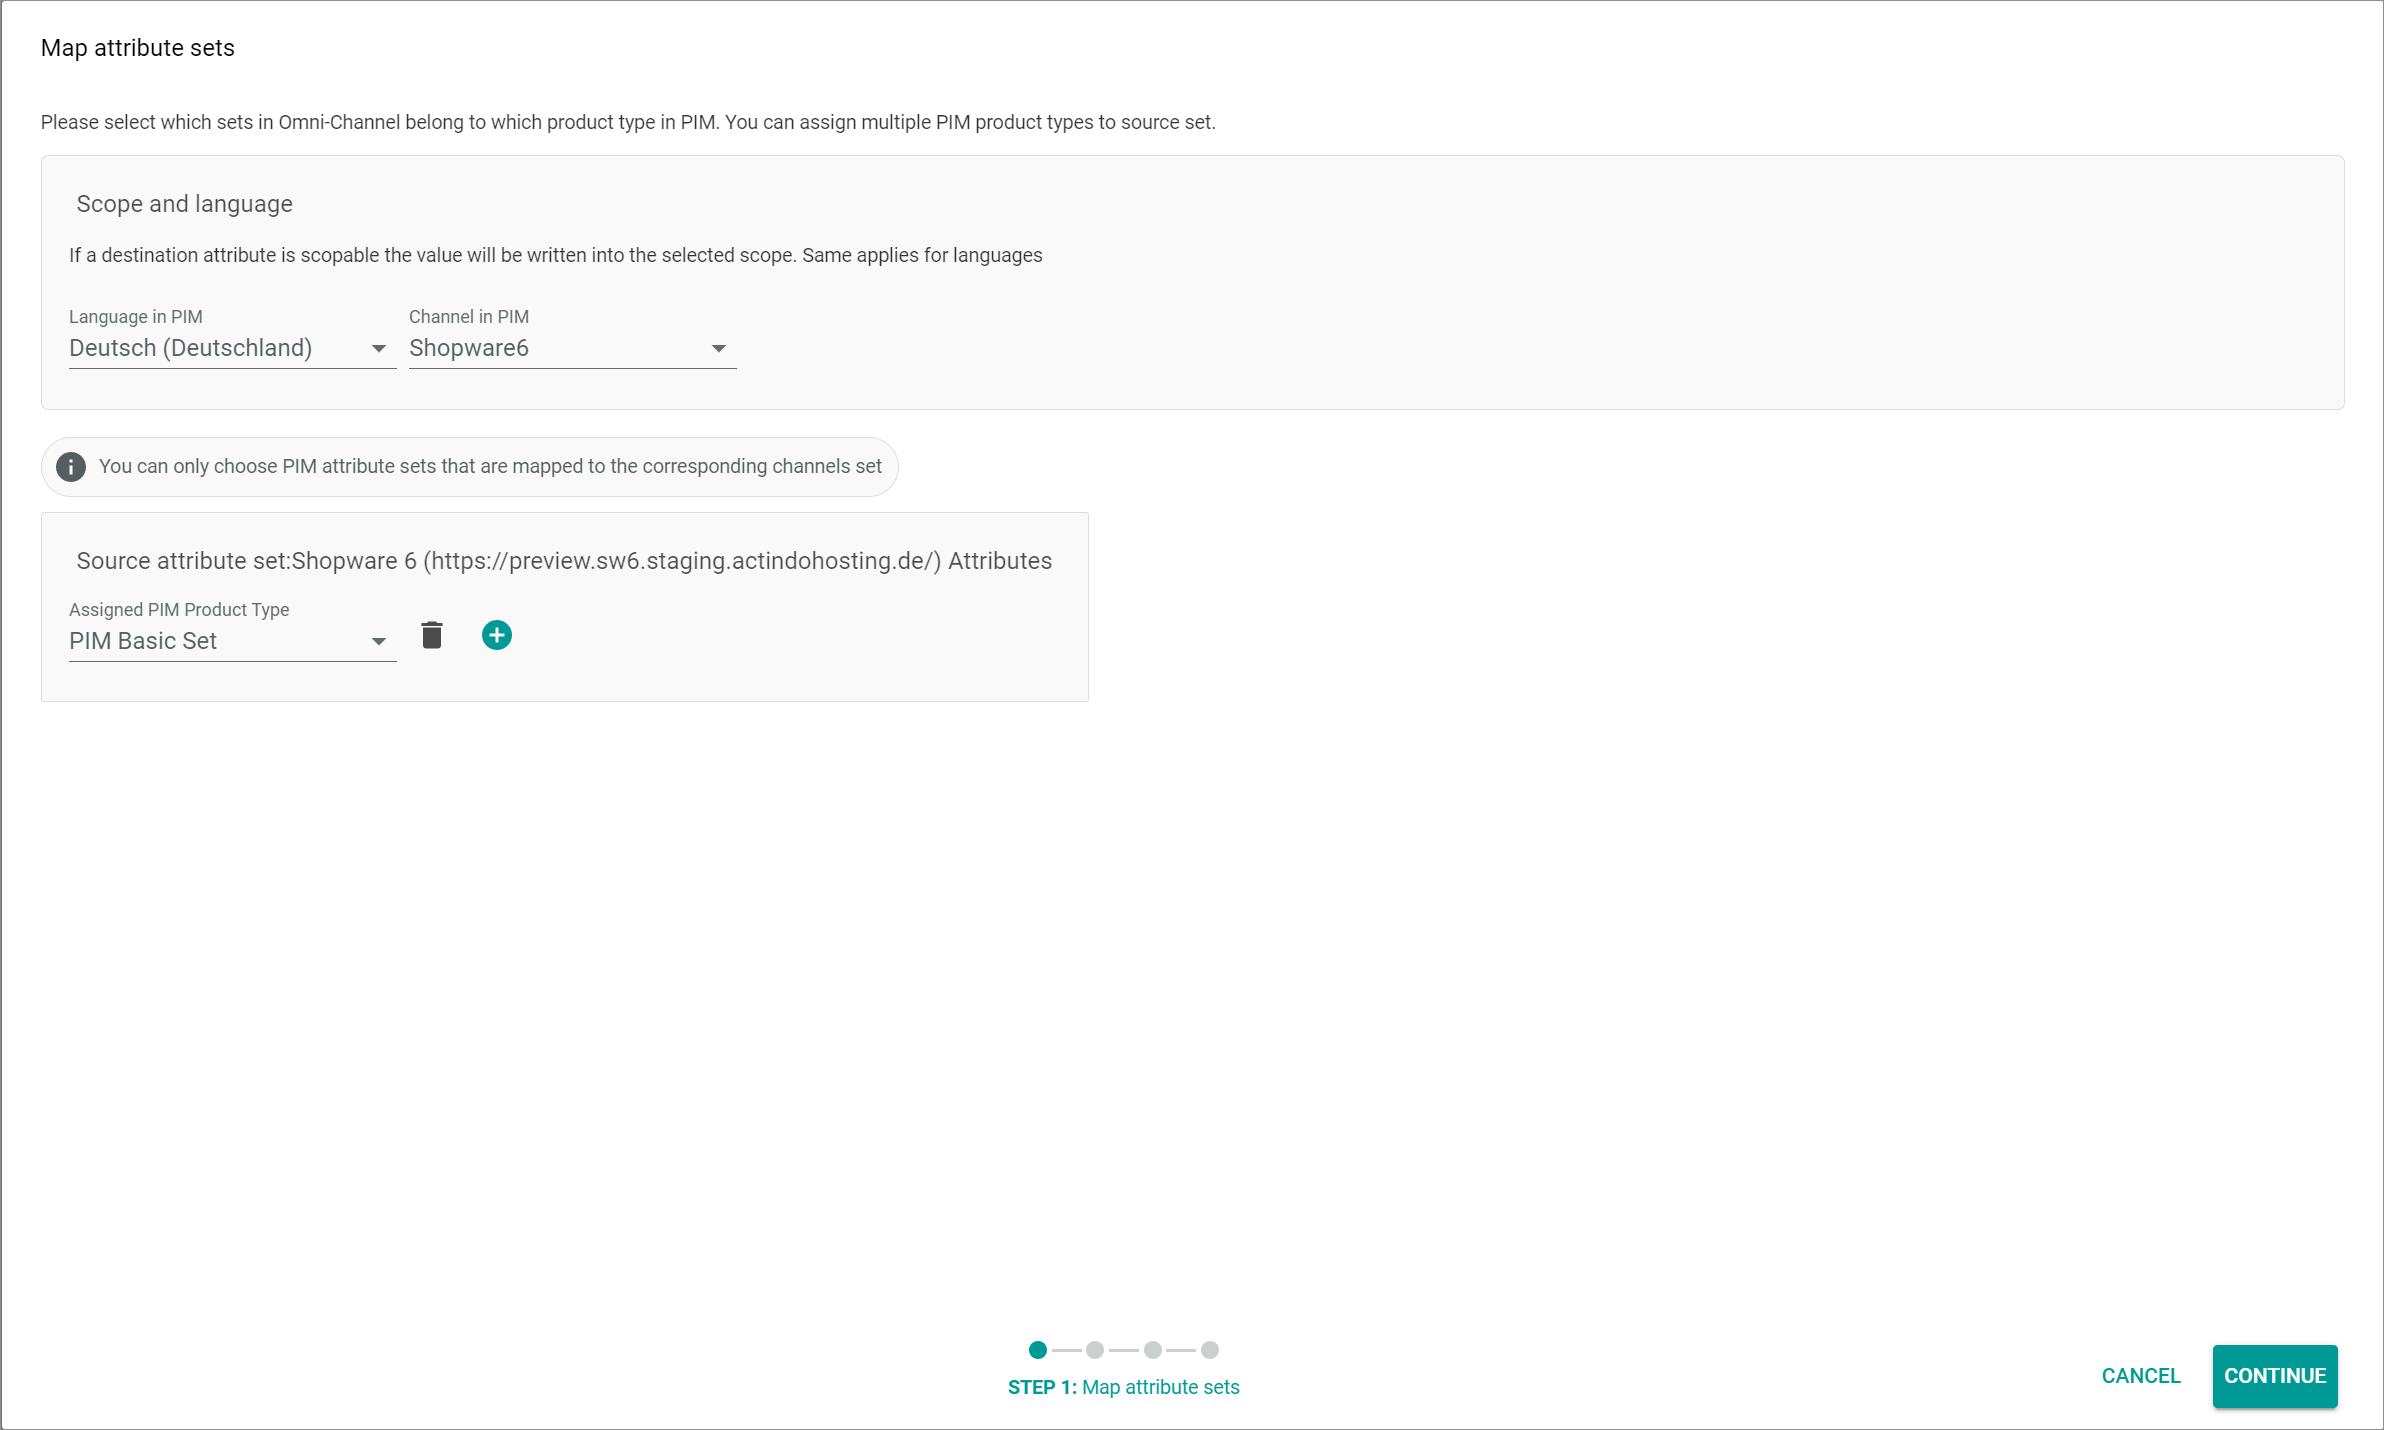 Map attribute sets
Please select which sets in Omni-Channel belong to which product type in PIM. You can assign multiple PIM product types to source set.
Scope and language
If a destination attribute is scopable the value will be written into the selected scope. Same applies for languages
Language in PIM
Deutsch (Deutschland)
Channel in PIM
Shopware6
You can only choose PIM attribute sets that are mapped to the corresponding channels set
Source attribute set:Shopware 6 (https://preview.sw6.staging.actindohosting.de/) Attributes
Assigned PIM Product Type
PIM Basic Set
STEP 1: Map attribute sets
CANCEL
CONTINUE